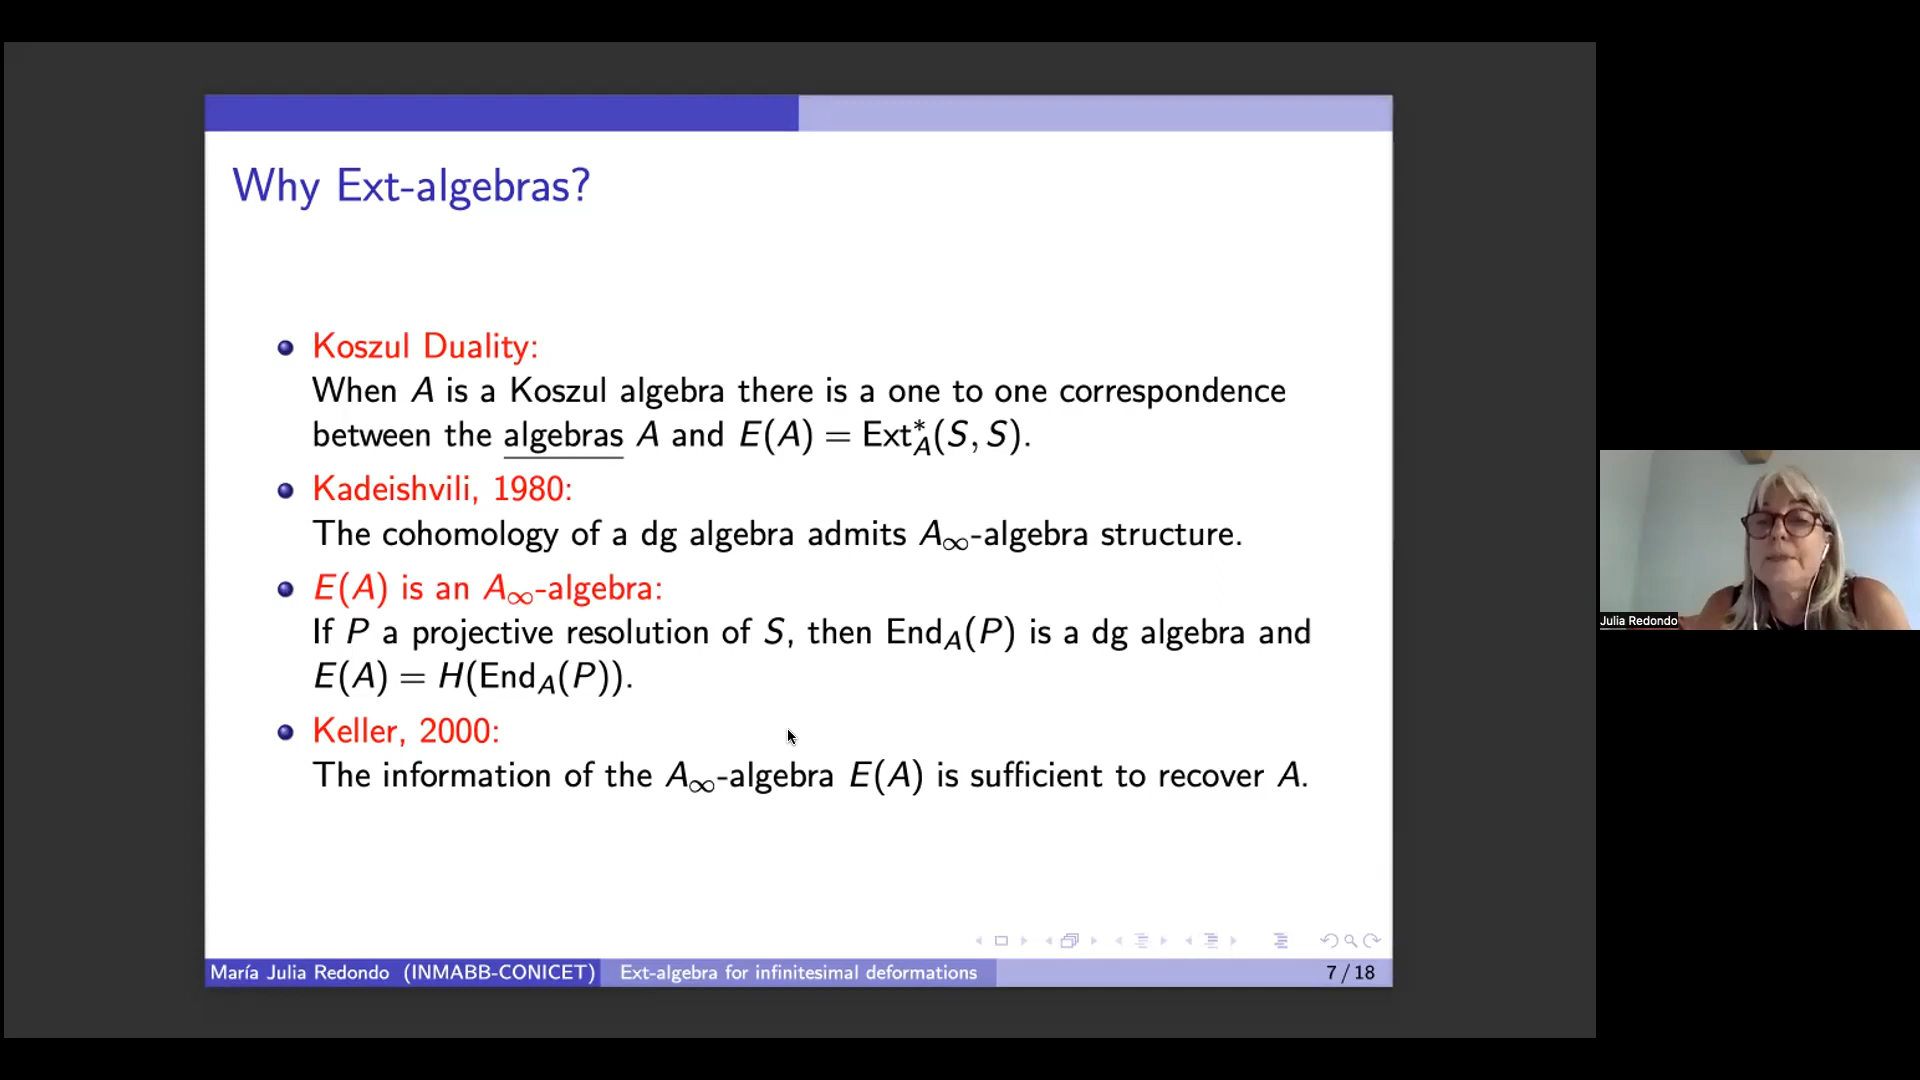 Why Ext-algebras?
Koszul Duality:
When A is a Koszul algebra there is a one to one correspondence
between the algebras A and E(A) = Ext*_A(S, S).
Kadeishvili, 1980:
The cohomology of a dg algebra admits A∞-algebra structure.
E(A) is an A∞-algebra:
If P a projective resolution of S, then End_A(P) is a dg algebra and
E(A) = H(End_A(P)).
Keller, 2000:
The information of the A∞-algebra E(A) is sufficient to recover A.
María Julia Redondo (INMABB-CONICET) Ext-algebra for infinitesimal deformations 7 / 18
Julia Redondo